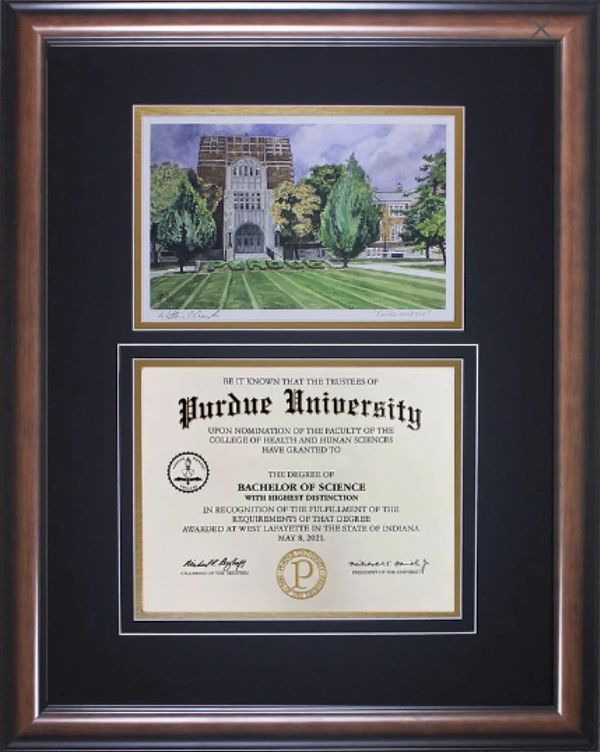 PURDUE
BE IT KNOWN THAT THE TRUSTEES OF
Purdue University
UPON NOMINATION OF THE FACULTY OF THE
COLLEGE OF HEALTH AND HUMAN SCIENCES
HAVE GRANTED TO
THE DEGREE OF
BACHELOR OF SCIENCE
WITH HIGHEST DISTINCTION
IN RECOGNITION OF THE FULFILLMENT OF THE
REQUIREMENTS OF THAT DEGREE
AWARDED AT WEST LAFAYETTE IN THE STATE OF INDIANA
MAY 8, 2021.
CHAIRMAN OF THE TRUSTEES
PRESIDENT OF THE UNIVERSITY
P